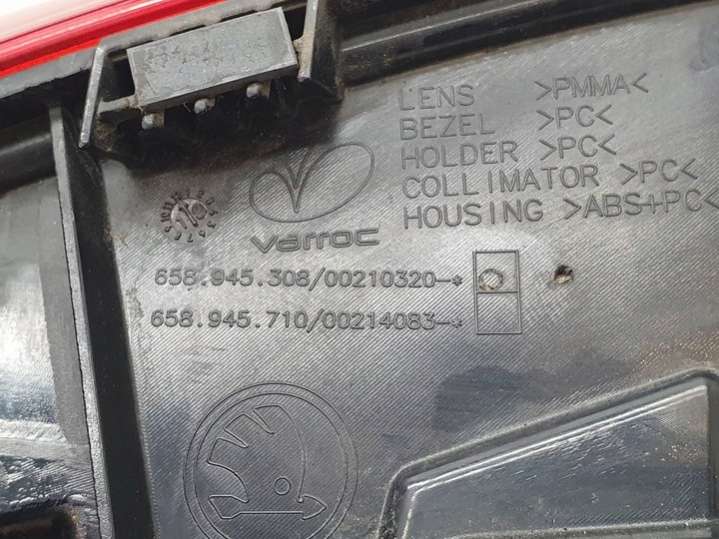 LENS >PMMA<
BEZEL >PC<
HOLDER >PC<
COLLIMATOR >PC<
HOUSING >ABS+PC<
varroc
658.945.308/00210320-*
658.945.710/00214083-*